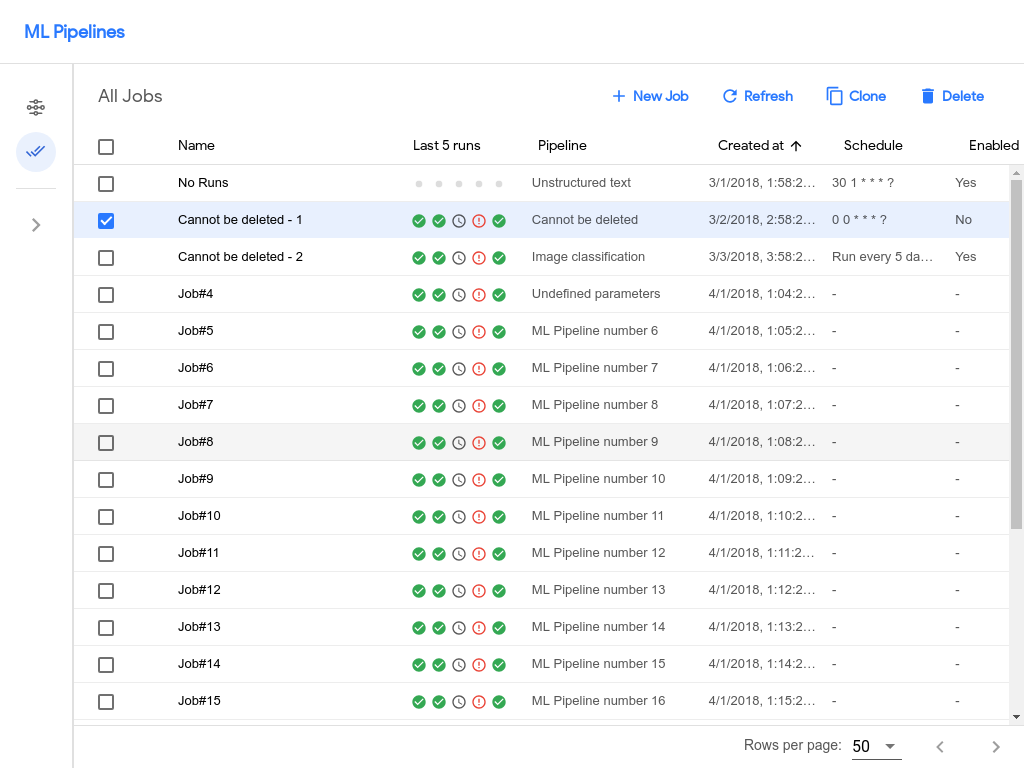 ML Pipelines
All Jobs
New Job
Refresh
Clone
Delete
Name Last 5 runs Pipeline Created at Schedule Enabled
No Runs Unstructured text 3/1/2018, 1:58:2... 30 1 * * * ? Yes
Cannot be deleted - 1 Cannot be deleted 3/2/2018, 2:58:2... 0 0 * * * ? No
Cannot be deleted - 2 Image classification 3/3/2018, 3:58:2... Run every 5 da... Yes
Job#4 Undefined parameters 4/1/2018, 1:04:2... - -
Job#5 ML Pipeline number 6 4/1/2018, 1:05:2... - -
Job#6 ML Pipeline number 7 4/1/2018, 1:06:2... - -
Job#7 ML Pipeline number 8 4/1/2018, 1:07:2... - -
Job#8 ML Pipeline number 9 4/1/2018, 1:08:2... - -
Job#9 ML Pipeline number 10 4/1/2018, 1:09:2... - -
Job#10 ML Pipeline number 11 4/1/2018, 1:10:2... - -
Job#11 ML Pipeline number 12 4/1/2018, 1:11:2... - -
Job#12 ML Pipeline number 13 4/1/2018, 1:12:2... - -
Job#13 ML Pipeline number 14 4/1/2018, 1:13:2... - -
Job#14 ML Pipeline number 15 4/1/2018, 1:14:2... - -
Job#15 ML Pipeline number 16 4/1/2018, 1:15:2... - -
Rows per page: 50